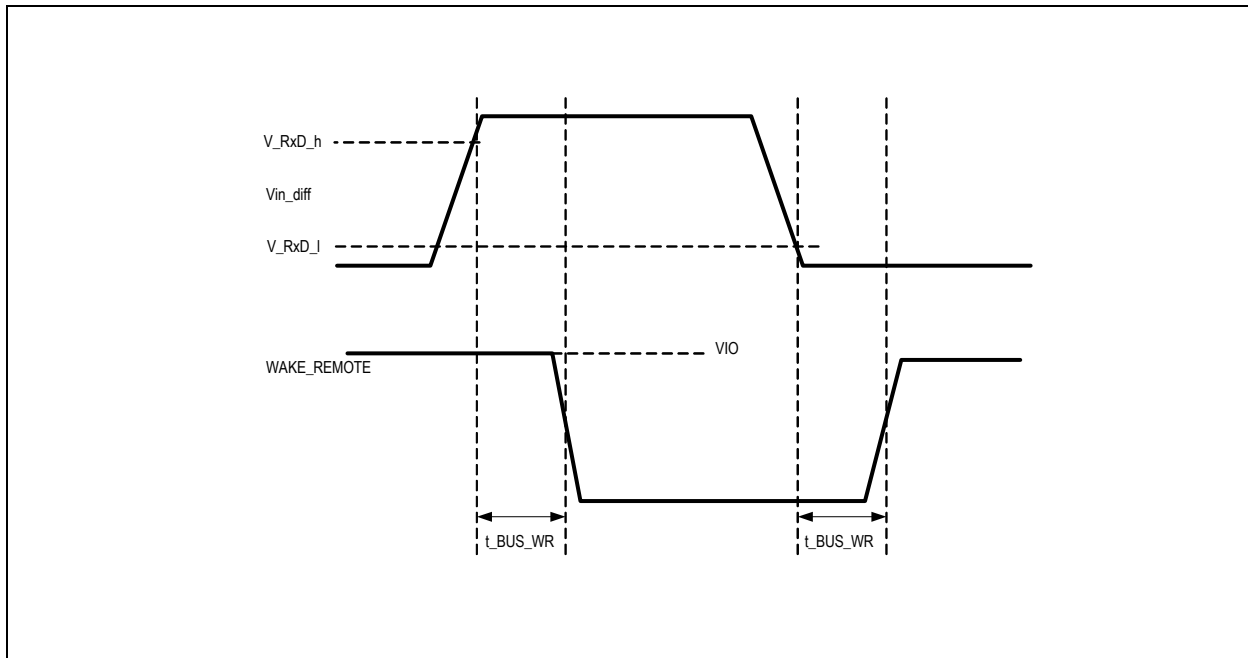 V_RxD_h
Vin_diff
V_RxD_l
VIO
WAKE_REMOTE
t_BUS_WR t_BUS_WR